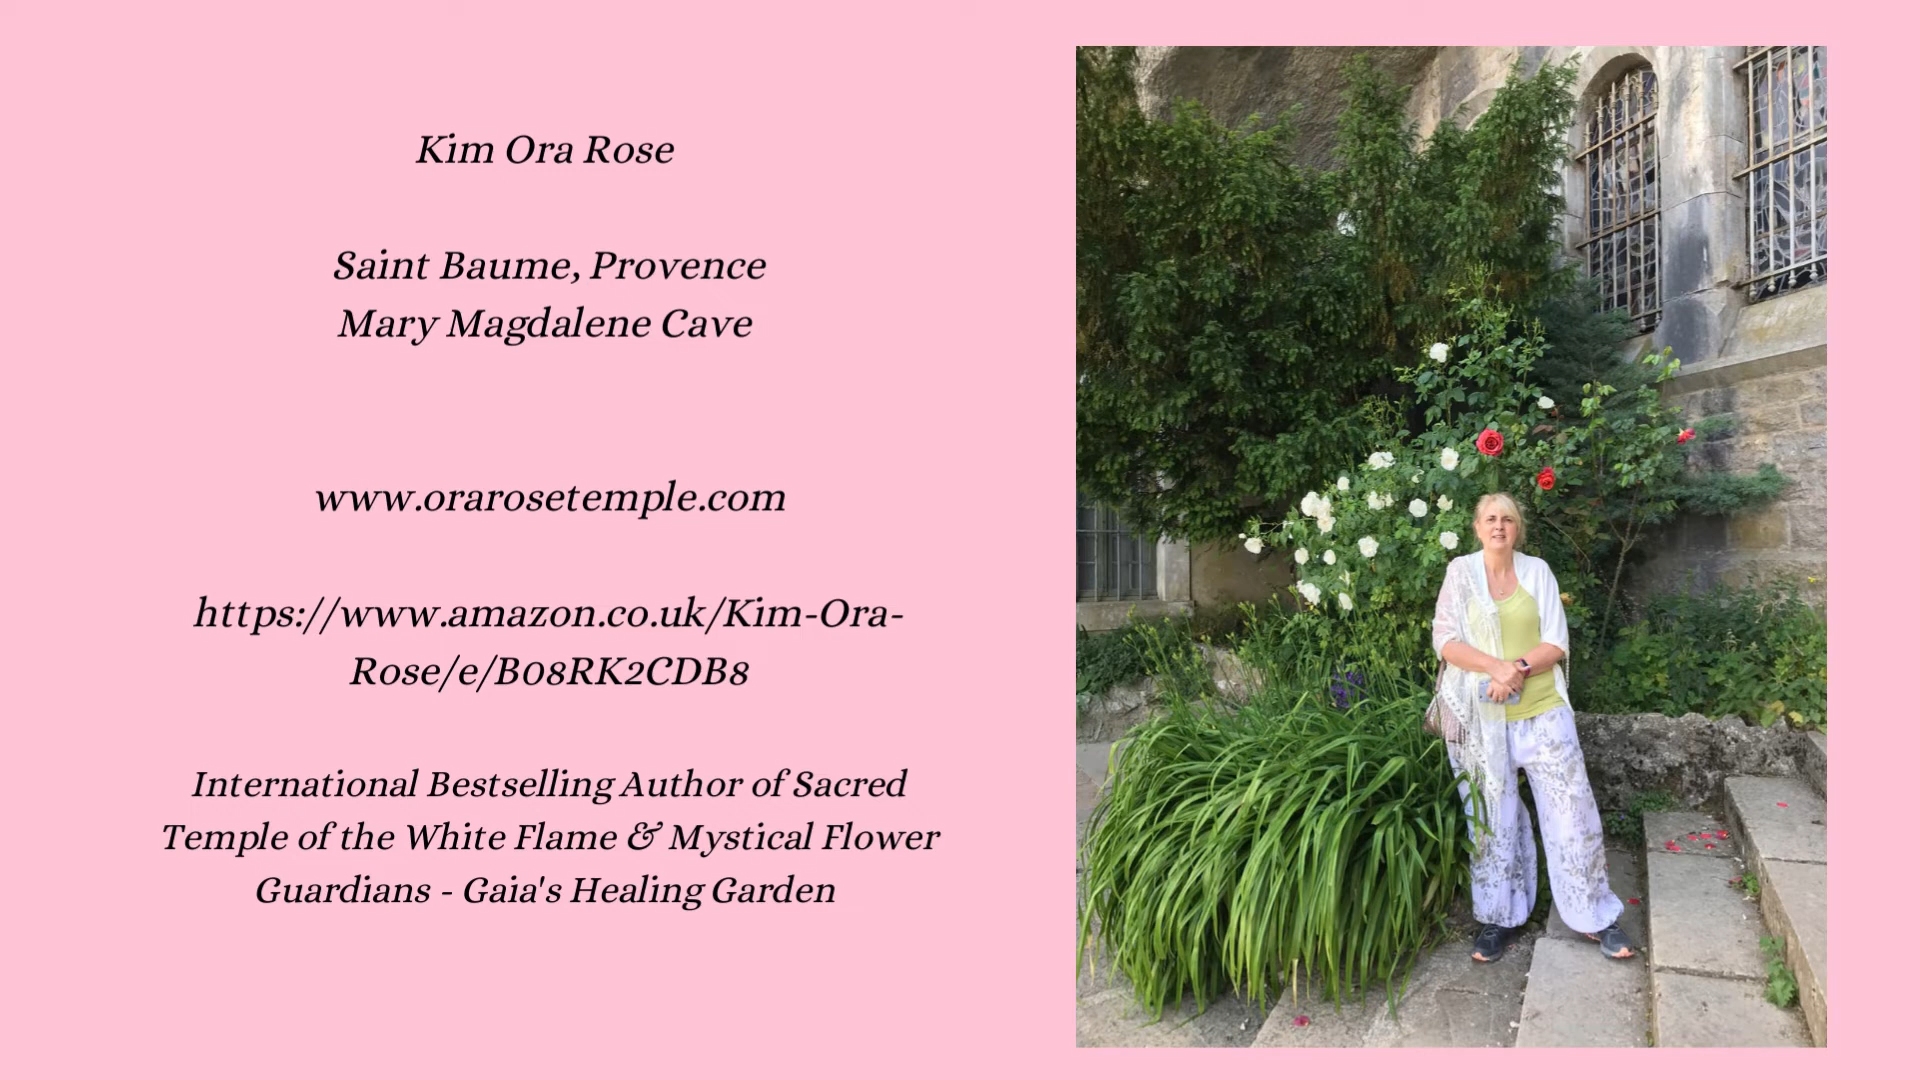 Kim Ora Rose
Saint Baume, Provence
Mary Magdalene Cave
www.orarosetemple.com
https://www.amazon.co.uk/Kim-Ora-
Rose/e/B08RK2CDB8
International Bestselling Author of Sacred
Temple of the White Flame & Mystical Flower
Guardians - Gaia's Healing Garden